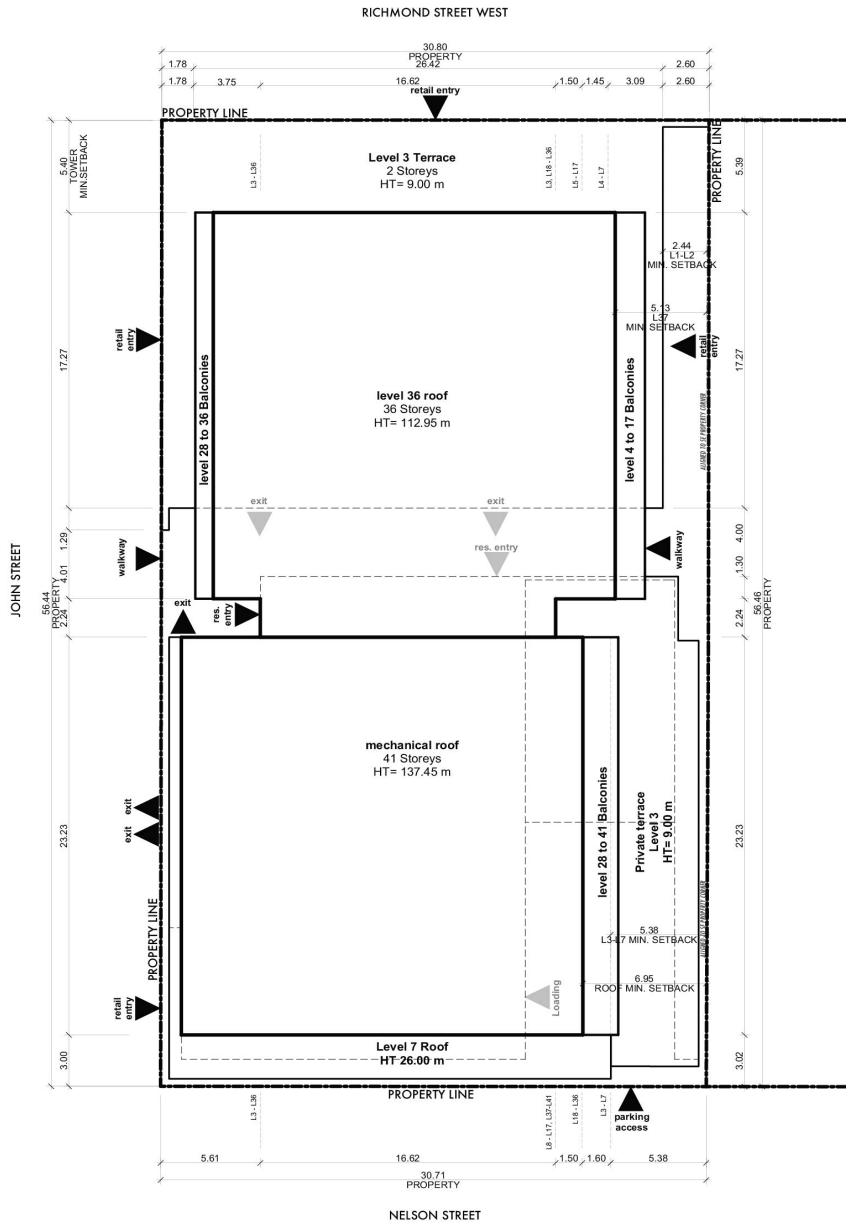 RICHMOND STREET WEST
30.80
PROPERTY
1.78
26.42
2.60
1.78
3.75
16.62
1.50
1.45
3.09
2.60
retail entry
PROPERTY LINE
PROPERTY LINE
5.40
TOWER
MIN.SETBACK
L3 - L36
Level 3 Terrace
2 Storeys
HT= 9.00 m
L3, L18 - L36
L5 - L17
L4 - L7
5.39
2.44
L1-L2
MIN. SETBACK
5.13
L37
MIN. SETBACK
retail
entry
retail
entry
17.27
17.27
level 28 to 36 Balconies
level 36 roof
36 Storeys
HT= 112.95 m
level 4 to 17 Balconies
ALIGNED TO SE PROPERTY CORNER
exit
exit
res. entry
walkway
walkway
JOHN STREET
56.44
PROPERTY
1.29
4.01
2.24
4.00
1.30
2.24
56.46
PROPERTY
exit
res.
entry
mechanical roof
41 Storeys
HT= 137.45 m
level 28 to 41 Balconies
Private terrace
Level 3
HT= 9.00 m
exit
exit
23.23
23.23
ALIGNED TO SE PROPERTY CORNER
PROPERTY LINE
5.38
L3-L7 MIN. SETBACK
6.95
ROOF MIN. SETBACK
retail
entry
Loading
Level 7 Roof
HT 26.00 m
3.00
3.02
PROPERTY LINE
L3 - L36
L8 - L17, L37-L41
L18 - L36
L3 - L7
parking
access
5.61
16.62
1.50
1.60
5.38
30.71
PROPERTY
NELSON STREET